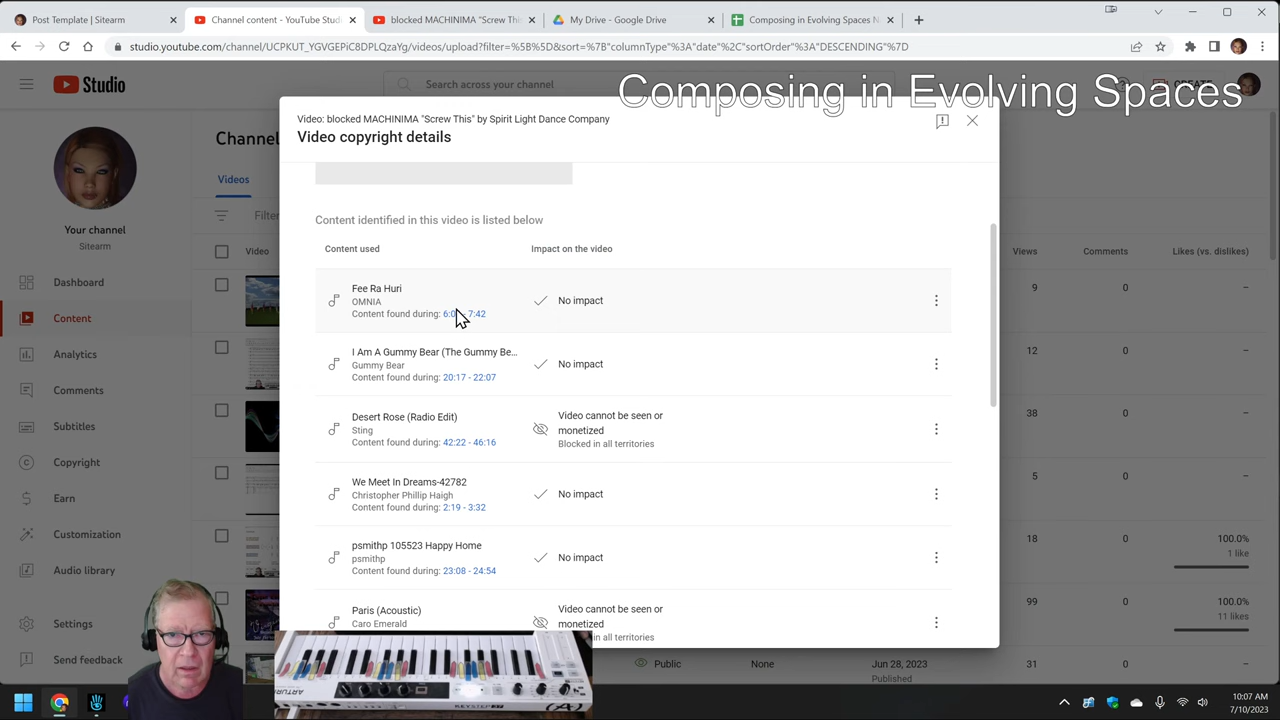 Post Template | Sitearm
Channel content - YouTube Studi
blocked MACHINIMA "Screw Thi
My Drive - Google Drive
Composing in Evolving Spaces N
studio.youtube.com/channel/UCPKUT_YGVGEPiC8DPLQzaYg/videos/upload?filter=%5B%5D&sort=%7B"columnType"%3A"date"%2C"sortOrder"%3A"DESCENDING"%7D
Studio
Search across your channel
CREATE
Composing in Evolving Spaces
Your channel
Sitearm
Dashboard
Content
Analytics
Comments
Subtitles
Copyright
Earn
Customization
Audio library
Settings
Send feedback
Channel
Videos
Filter
Video
Views
Comments
Likes (vs. dislikes)
9
0
–
12
0
–
38
0
–
5
0
–
18
0
100.0%
1 like
99
0
100.0%
11 likes
31
0
–
Public
None
Jun 28, 2023
Published
Video: blocked MACHINIMA "Screw This" by Spirit Light Dance Company
Video copyright details
Content identified in this video is listed below
Content used
Impact on the video
Fee Ra Huri
OMNIA
Content found during: 7:42
No impact
I Am A Gummy Bear (The Gummy Be...
Gummy Bear
Content found during: 20:17 - 22:07
No impact
Desert Rose (Radio Edit)
Sting
Content found during: 42:22 - 46:16
Video cannot be seen or
monetized
Blocked in all territories
We Meet In Dreams-42782
Christopher Phillip Haigh
Content found during: 2:19 - 3:32
No impact
psmithp 105523 Happy Home
psmithp
Content found during: 23:08 - 24:54
No impact
Paris (Acoustic)
Caro Emerald
Video cannot be seen or
monetized
in all territories
ARTURIA
KEYSTEP 37
10:07 AM
7/10/2023